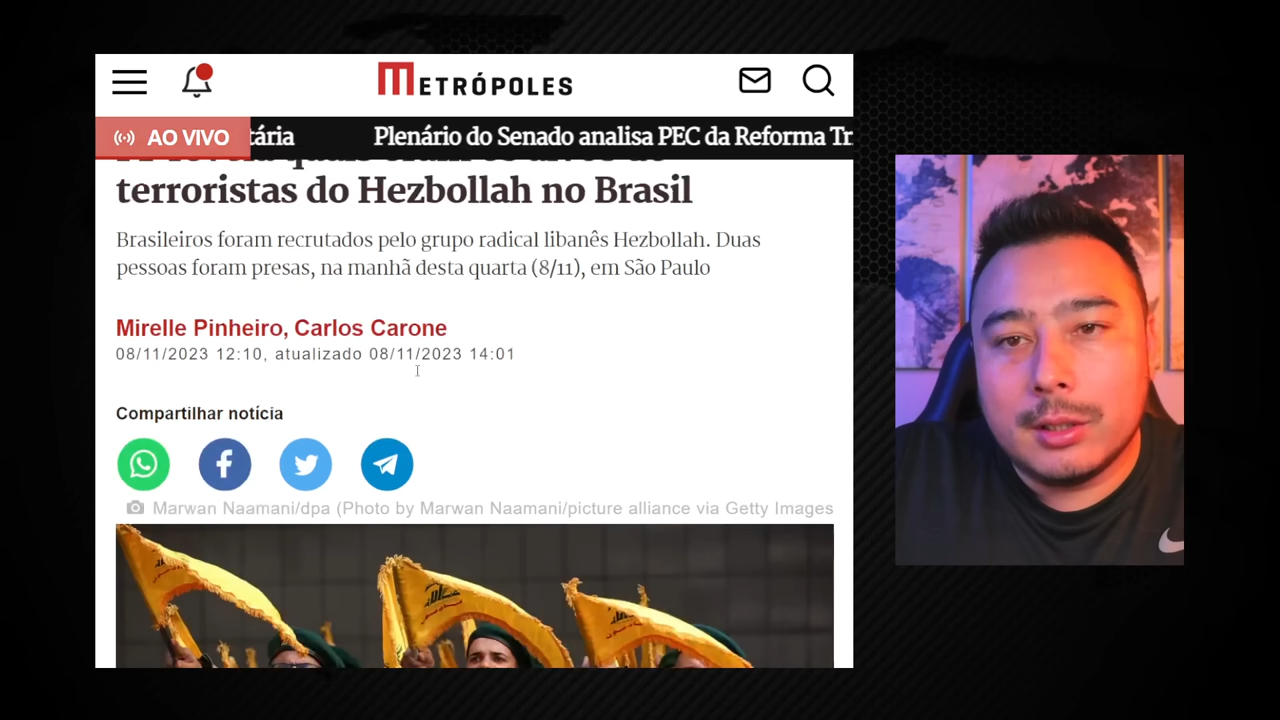 METRÓPOLES
AO VIVO
tária
Plenário do Senado analisa PEC da Reforma Tr
terroristas do Hezbollah no Brasil
Brasileiros foram recrutados pelo grupo radical libanês Hezbollah. Duas
pessoas foram presas, na manhã desta quarta (8/11), em São Paulo
Mirelle Pinheiro, Carlos Carone
08/11/2023 12:10, atualizado 08/11/2023 14:01
Compartilhar notícia
Marwan Naamani/dpa (Photo by Marwan Naamani/picture alliance via Getty Images